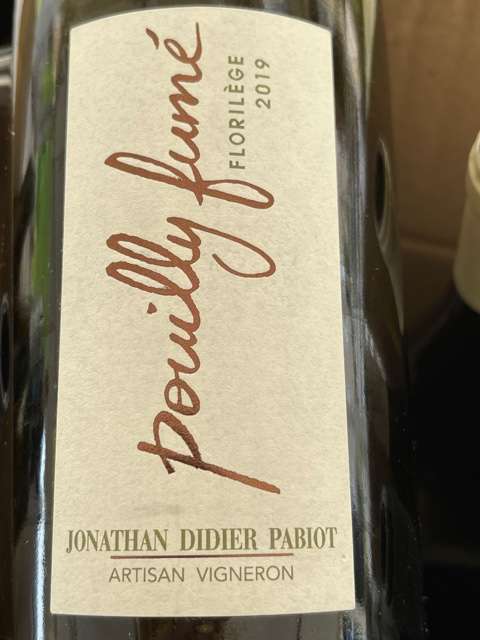 pouilly fumé
FLORILÈGE
2019
JONATHAN DIDIER PABIOT
ARTISAN VIGNERON